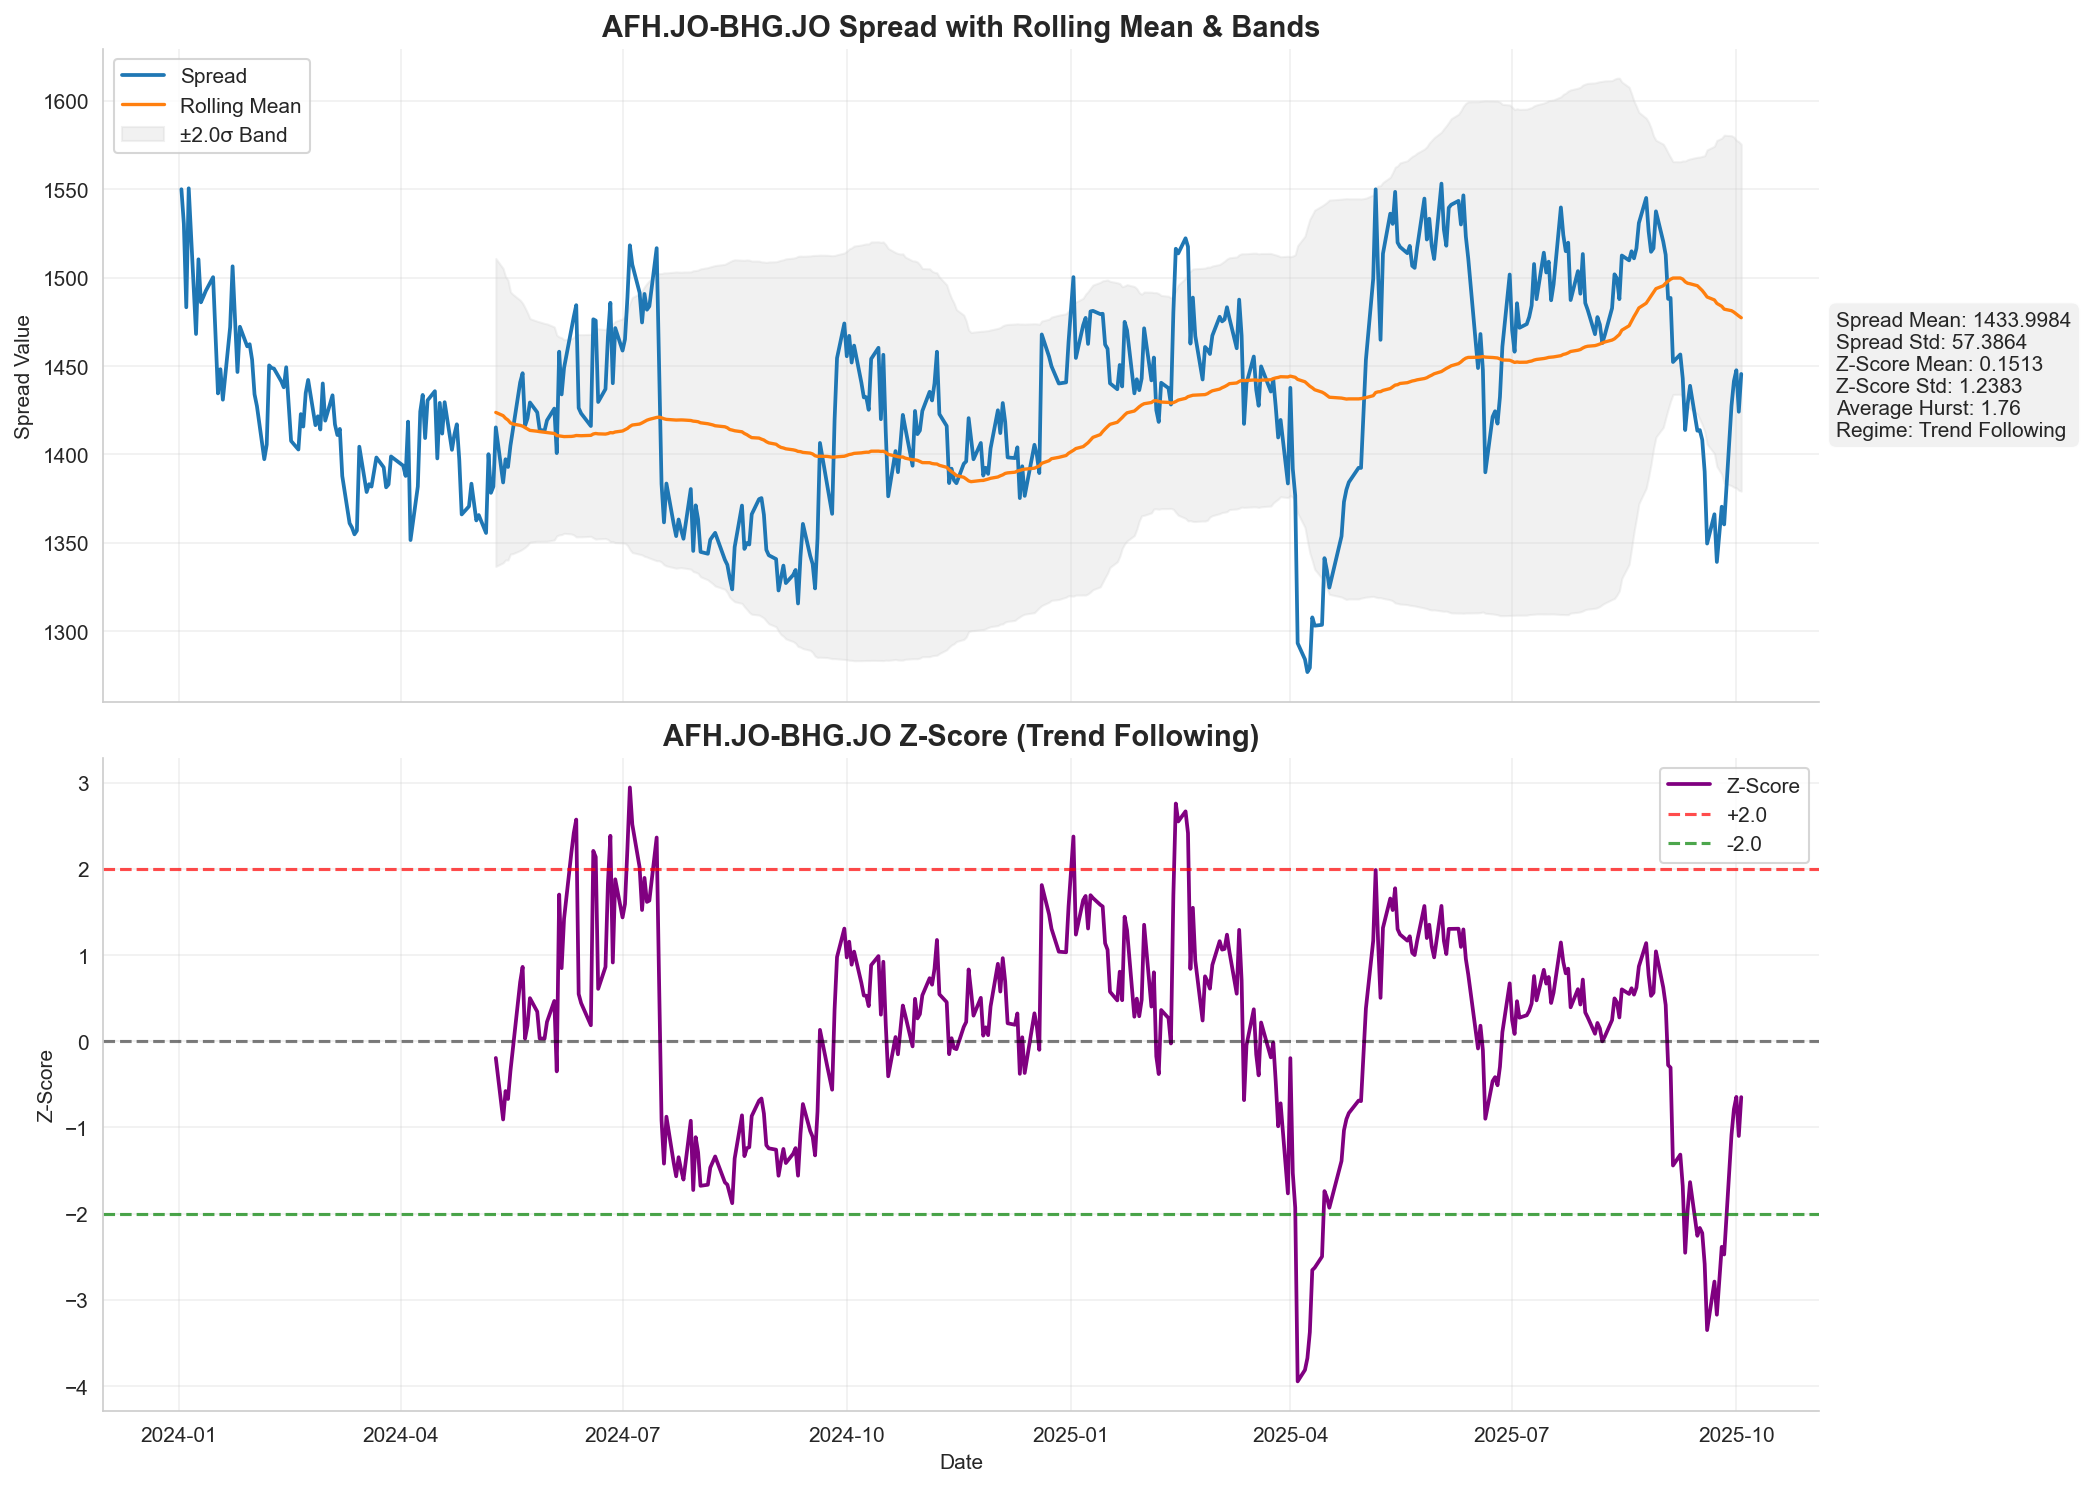 AFH.JO-BHG.JO Spread with Rolling Mean & Bands
Spread
Rolling Mean
±2.0σ Band
Spread Value
1600
1550
1500
1450
1400
1350
1300
Spread Mean: 1433.9984
Spread Std: 57.3864
Z-Score Mean: 0.1513
Z-Score Std: 1.2383
Average Hurst: 1.76
Regime: Trend Following
AFH.JO-BHG.JO Z-Score (Trend Following)
Z-Score
+2.0
-2.0
Z-Score
3
2
1
0
−1
−2
−3
−4
2024-01
2024-04
2024-07
2024-10
2025-01
2025-04
2025-07
2025-10
Date